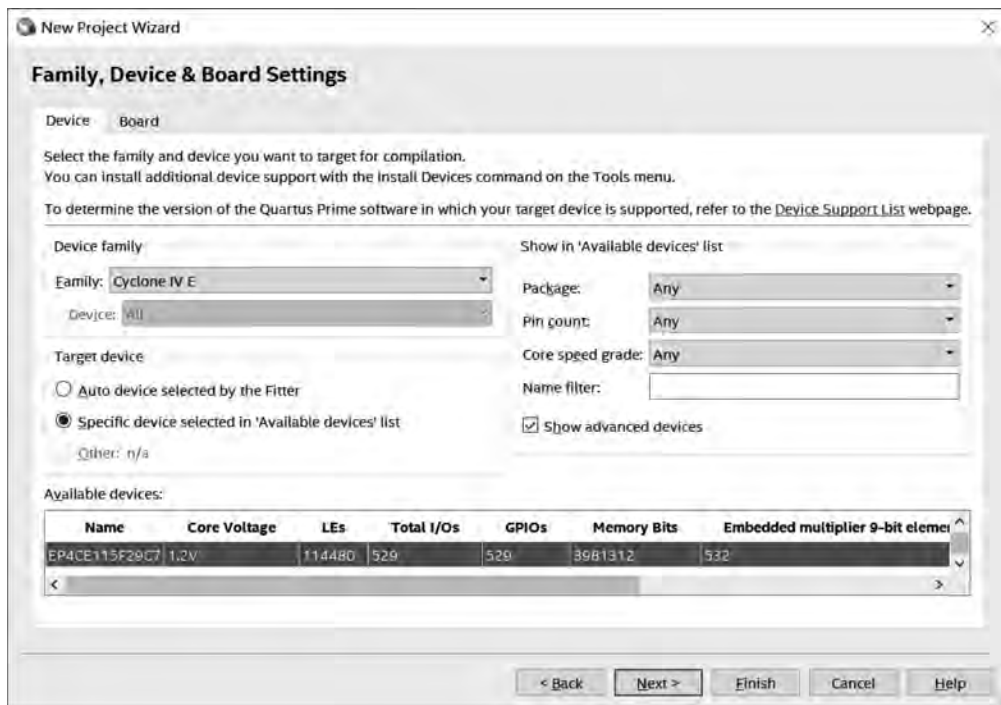 New Project Wizard
Family, Device & Board Settings
Device Board
Select the family and device you want to target for compilation.
You can install additional device support with the Install Devices command on the Tools menu.
To determine the version of the Quartus Prime software in which your target device is supported, refer to the Device Support List webpage.
Device family
Family: Cyclone IV E
Device: All
Target device
Auto device selected by the Fitter
Specific device selected in 'Available devices' list
Other: n/a
Show in 'Available devices' list
Package: Any
Pin count: Any
Core speed grade: Any
Name filter:
Show advanced devices
Available devices:
Name Core Voltage LEs Total I/Os GPIOs Memory Bits Embedded multiplier 9-bit elemer
EP4CE115F29C7 1.2V 114480 529 529 3981312 532
< Back Next > Finish Cancel Help